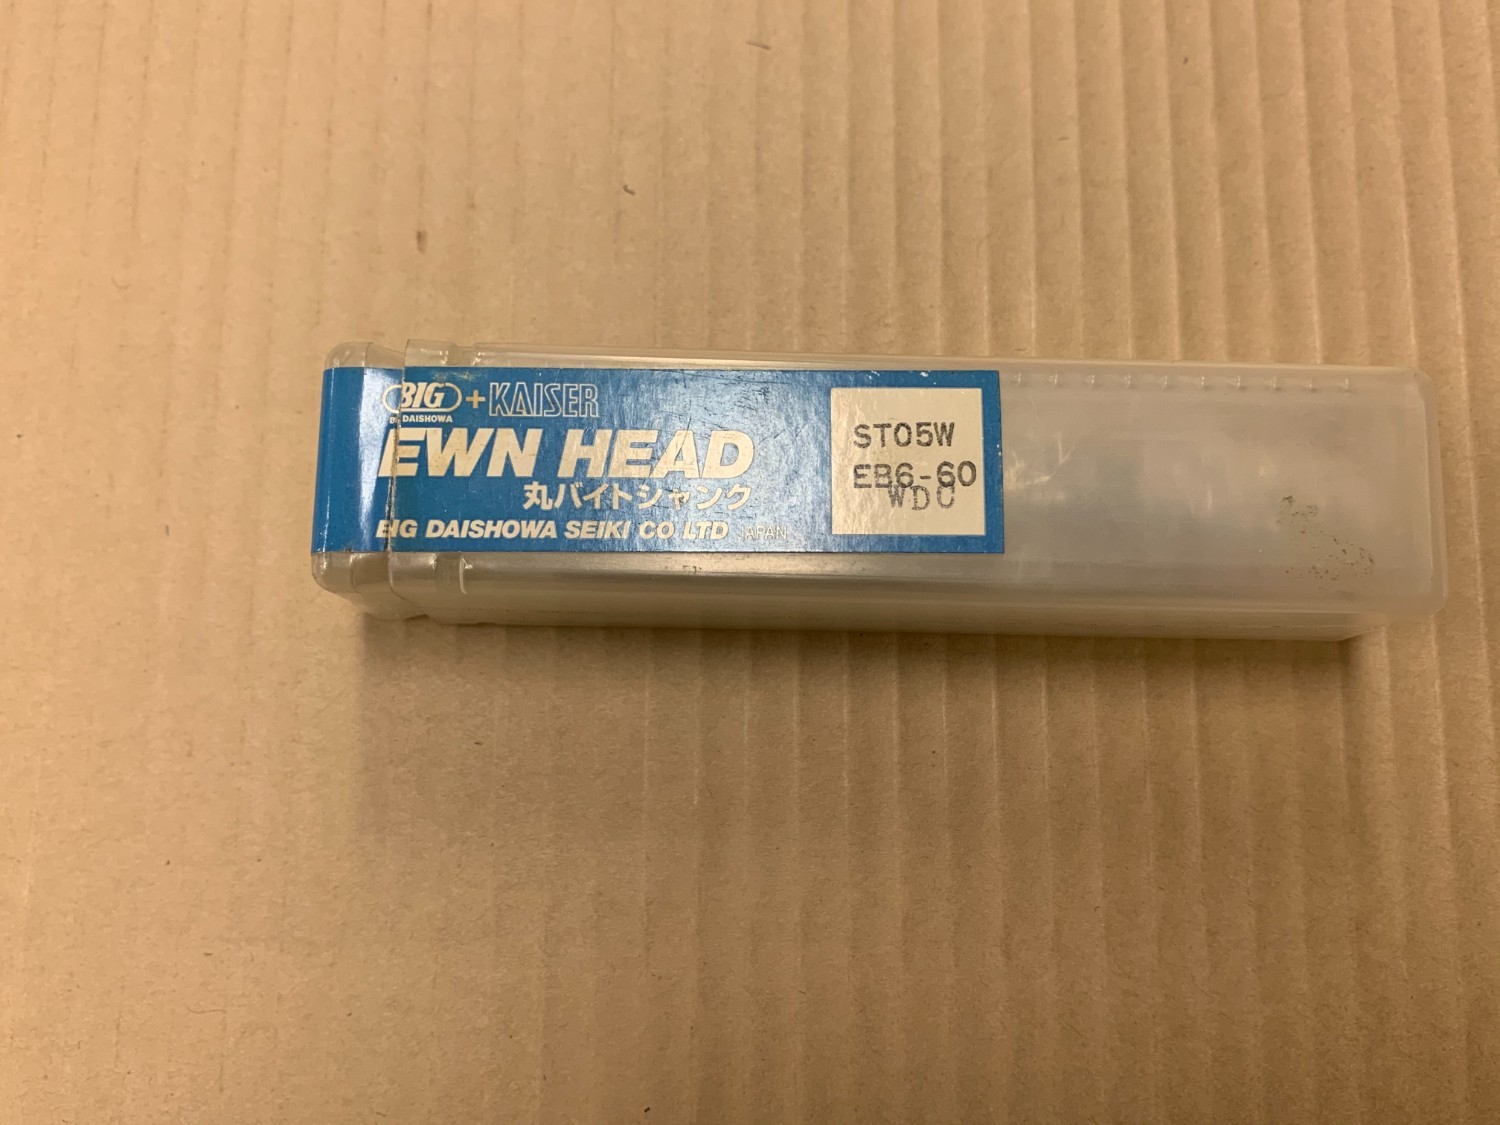 BIG +KAISER
BIG DAISHOWA
EWN HEAD
丸バイトシャンク
BIG DAISHOWA SEIKI CO LTD JAPAN
ST05W
EB6-60
WDC